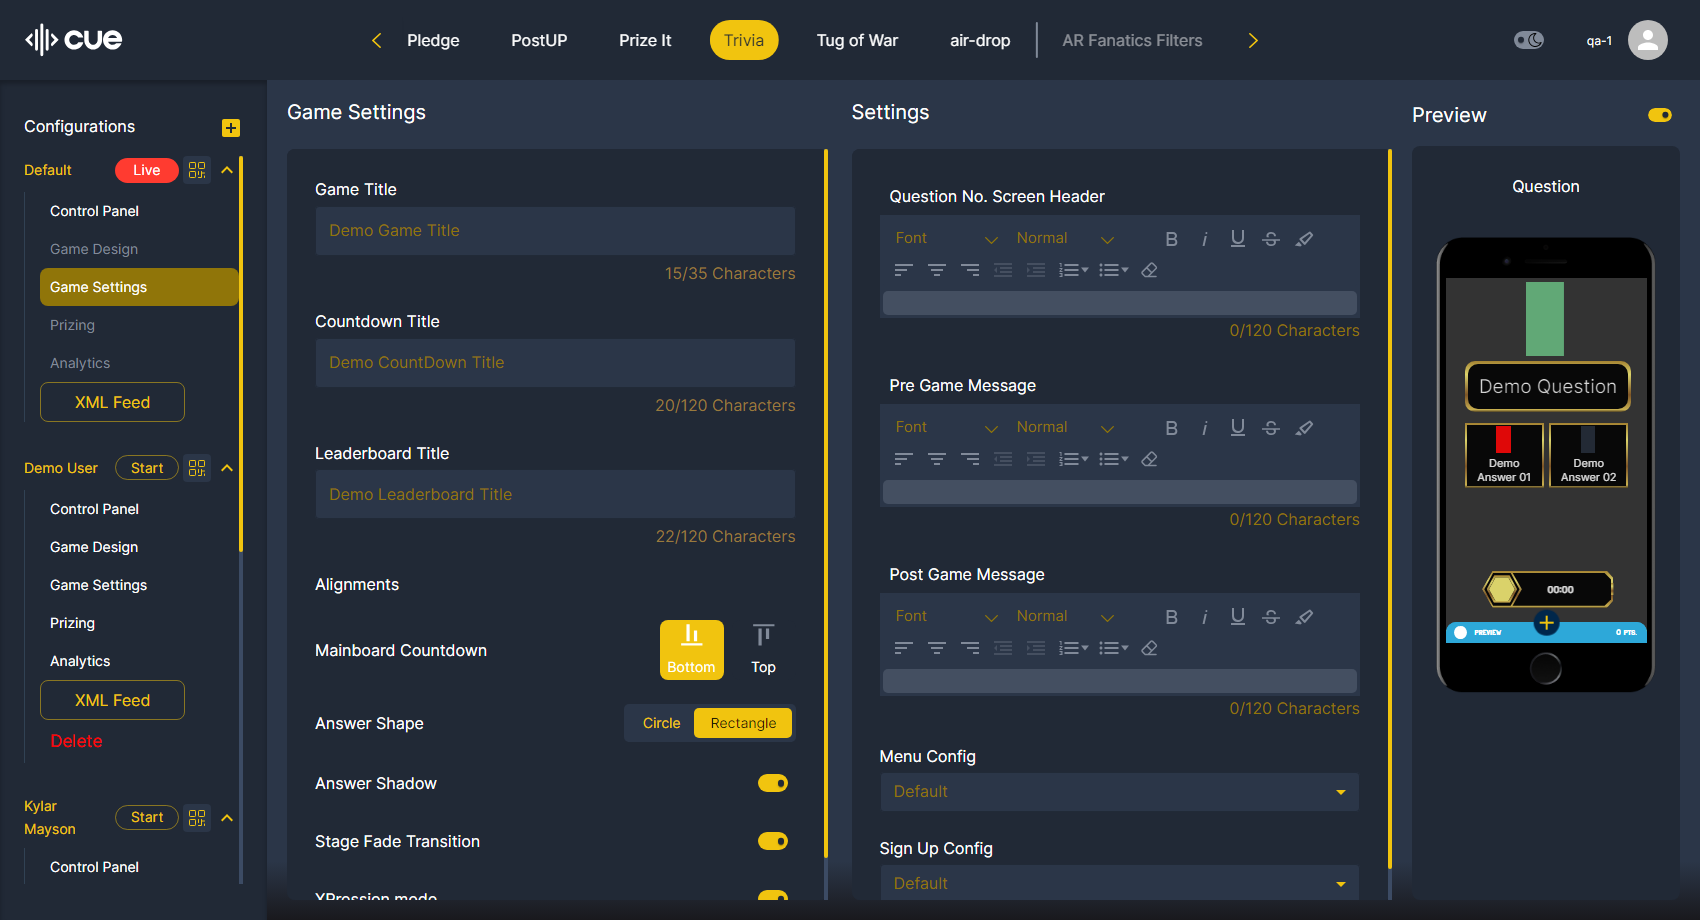 cue
Pledge
PostUP
Prize It
Trivia
Tug of War
air-drop
AR Fanatics Filters
qa-1
Configurations
Default
Live
Control Panel
Game Design
Game Settings
Prizing
Analytics
XML Feed
Demo User
Start
Control Panel
Game Design
Game Settings
Prizing
Analytics
XML Feed
Delete
Kylar
Mayson
Start
Control Panel
Game Settings
Game Title
Demo Game Title
15/35 Characters
Countdown Title
Demo CountDown Title
20/120 Characters
Leaderboard Title
Demo Leaderboard Title
22/120 Characters
Alignments
Mainboard Countdown
Bottom
Top
Answer Shape
Circle
Rectangle
Answer Shadow
Stage Fade Transition
XPression mode
Settings
Question No. Screen Header
Font
Normal
B
i
U
S
0/120 Characters
Pre Game Message
Font
Normal
B
i
U
S
0/120 Characters
Post Game Message
Font
Normal
B
i
U
S
0/120 Characters
Menu Config
Default
Sign Up Config
Default
Preview
Question
Demo Question
Demo
Answer 01
Demo
Answer 02
00:00
PREVIEW
0 PTS.